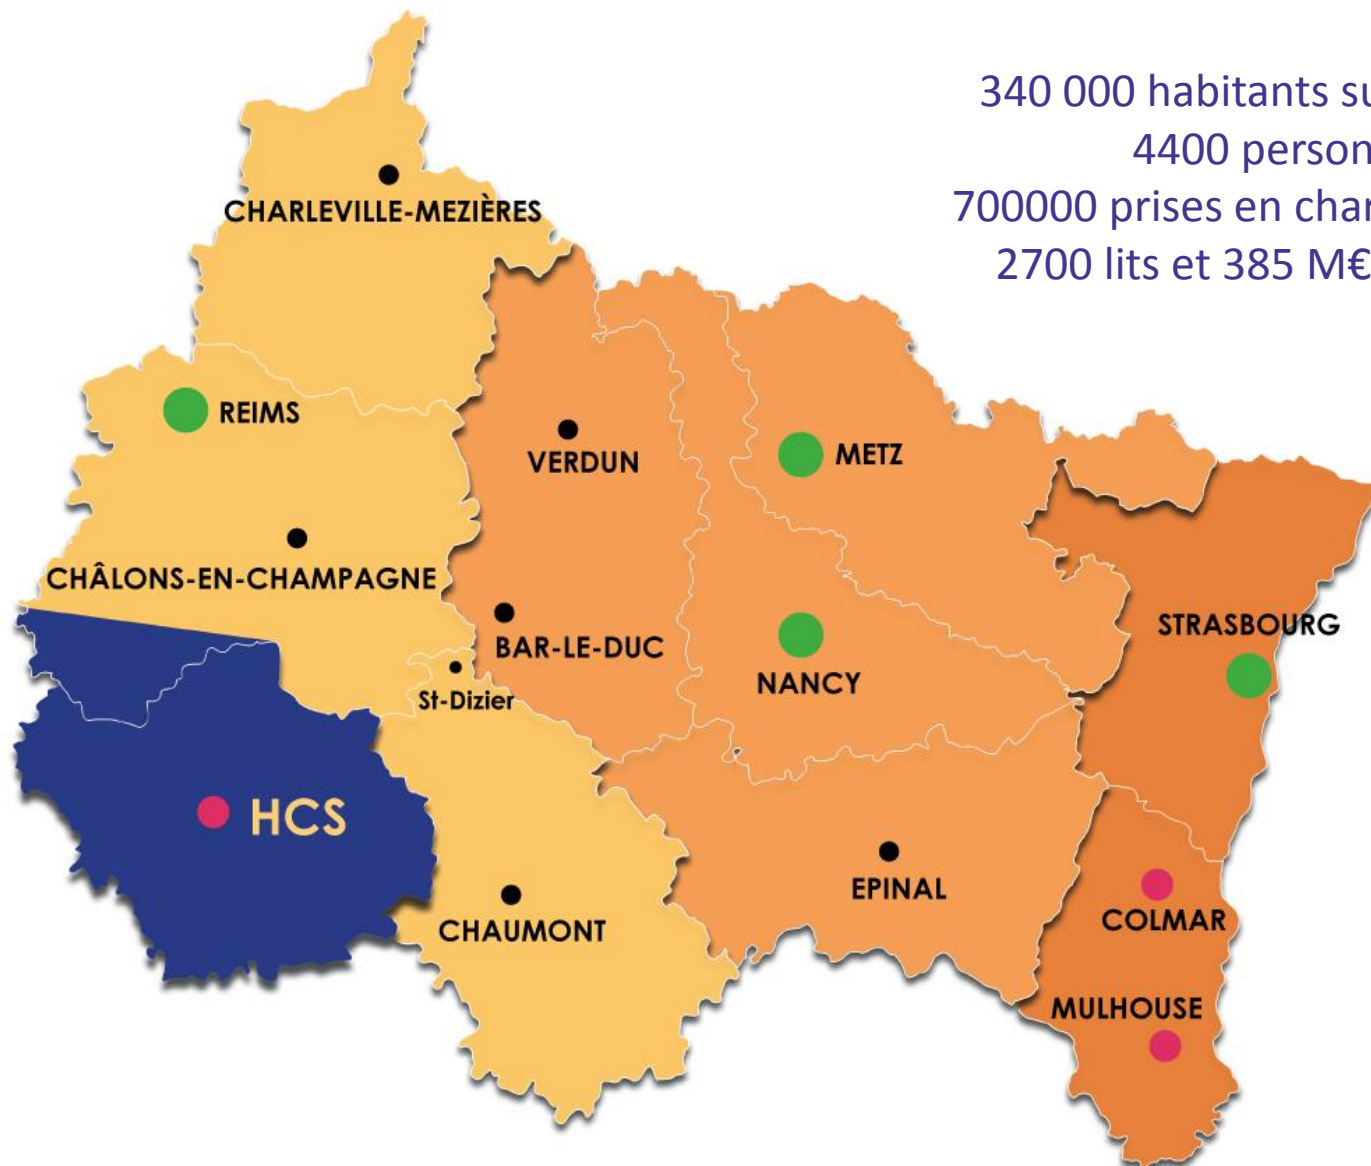 340 000 habitants su
4400 person
700000 prises en char
2700 lits et 385 M€
CHARLEVILLE-MEZIÈRES
REIMS
VERDUN
METZ
CHÂLONS-EN-CHAMPAGNE
BAR-LE-DUC
STRASBOURG
St-Dizier
NANCY
HCS
EPINAL
CHAUMONT
COLMAR
MULHOUSE